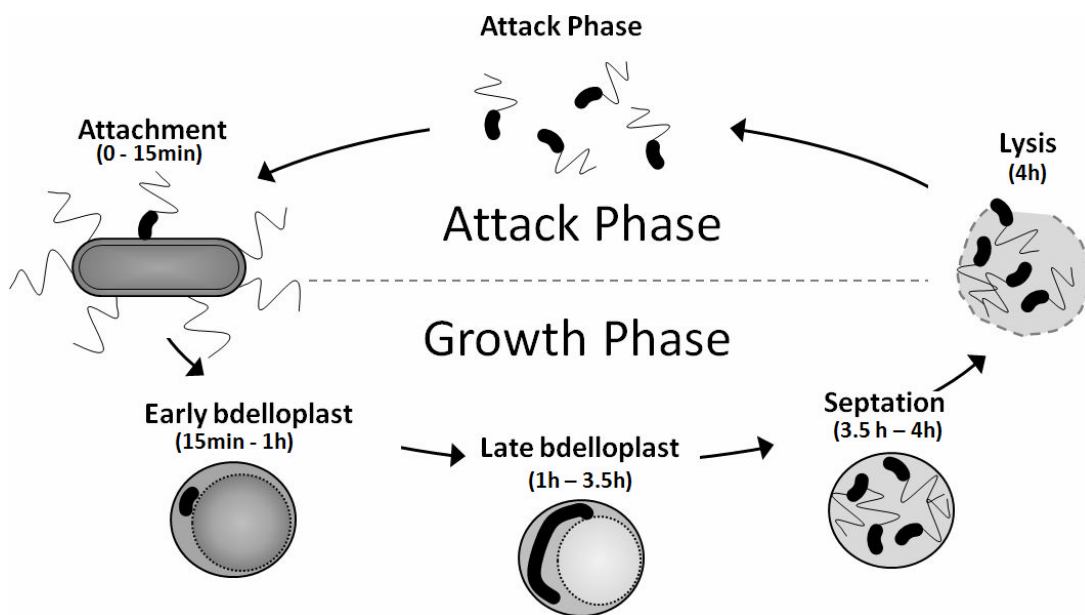 Attack Phase
Attachment
(0 - 15min)
Lysis
(4h)
Attack Phase
Growth Phase
Early bdelloplast
(15min - 1h)
Late bdelloplast
(1h – 3.5h)
Septation
(3.5 h – 4h)